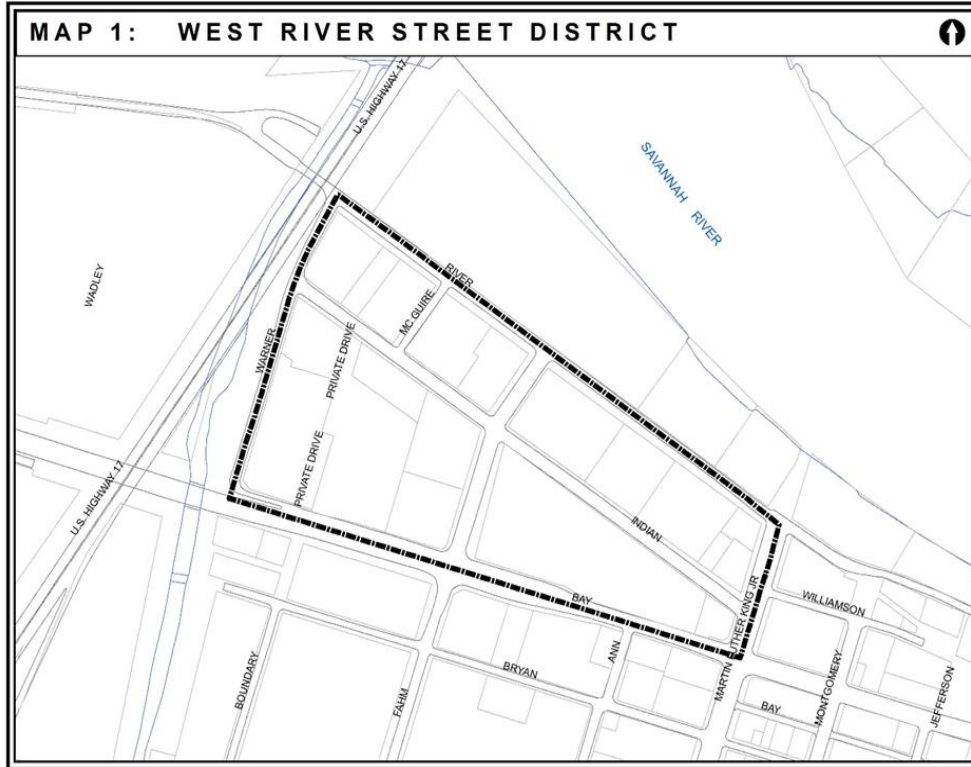 MAP 1: WEST RIVER STREET DISTRICT
U.S. HIGHWAY 17
SAVANNAH RIVER
WADLEY
RIVER
MC GUIRE
WARNER
PRIVATE DRIVE
PRIVATE DRIVE
U.S. HIGHWAY 17
INDIAN
BAY
MARTIN LUTHER KING JR
WILLIAMSON
ANN
BRYAN
BOUNDARY
FAHM
BAY
MONTGOMERY
JEFFERSON